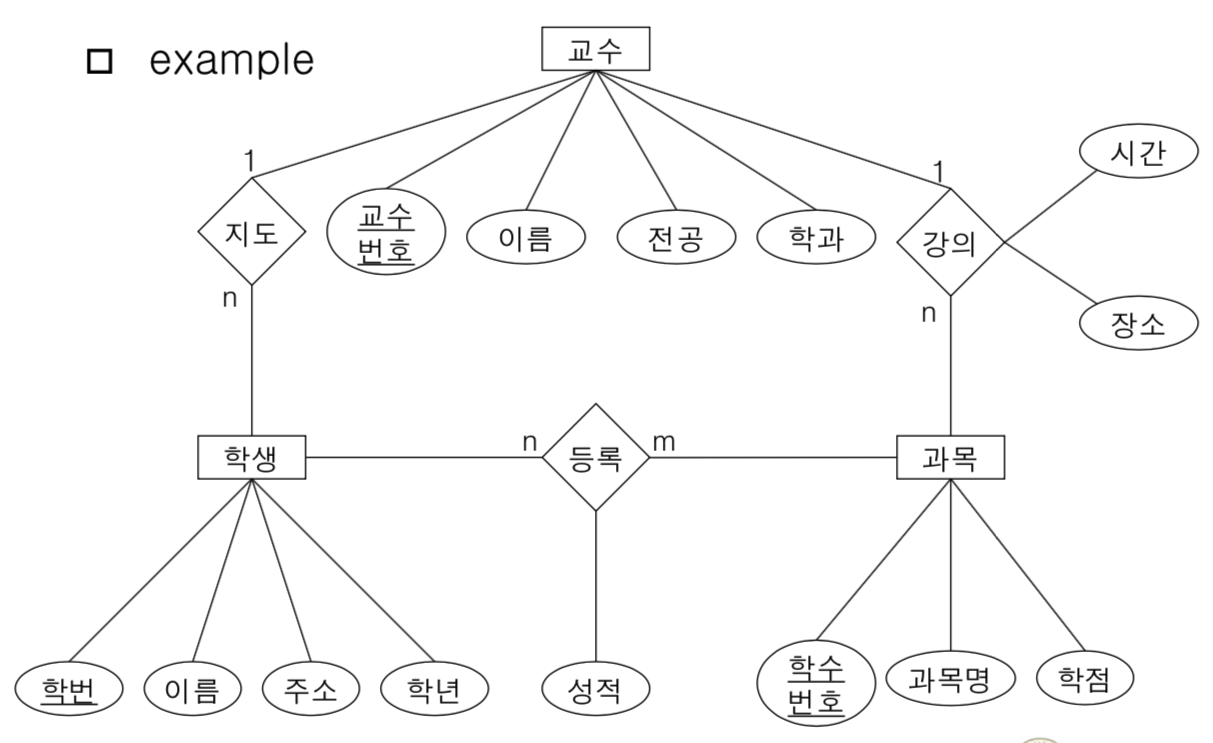 example
교수
1
1
시간
지도
교수
번호
이름
전공
학과
강의
n
n
장소
학생
n
등록
m
과목
학번
이름
주소
학년
성적
학수
번호
과목명
학점